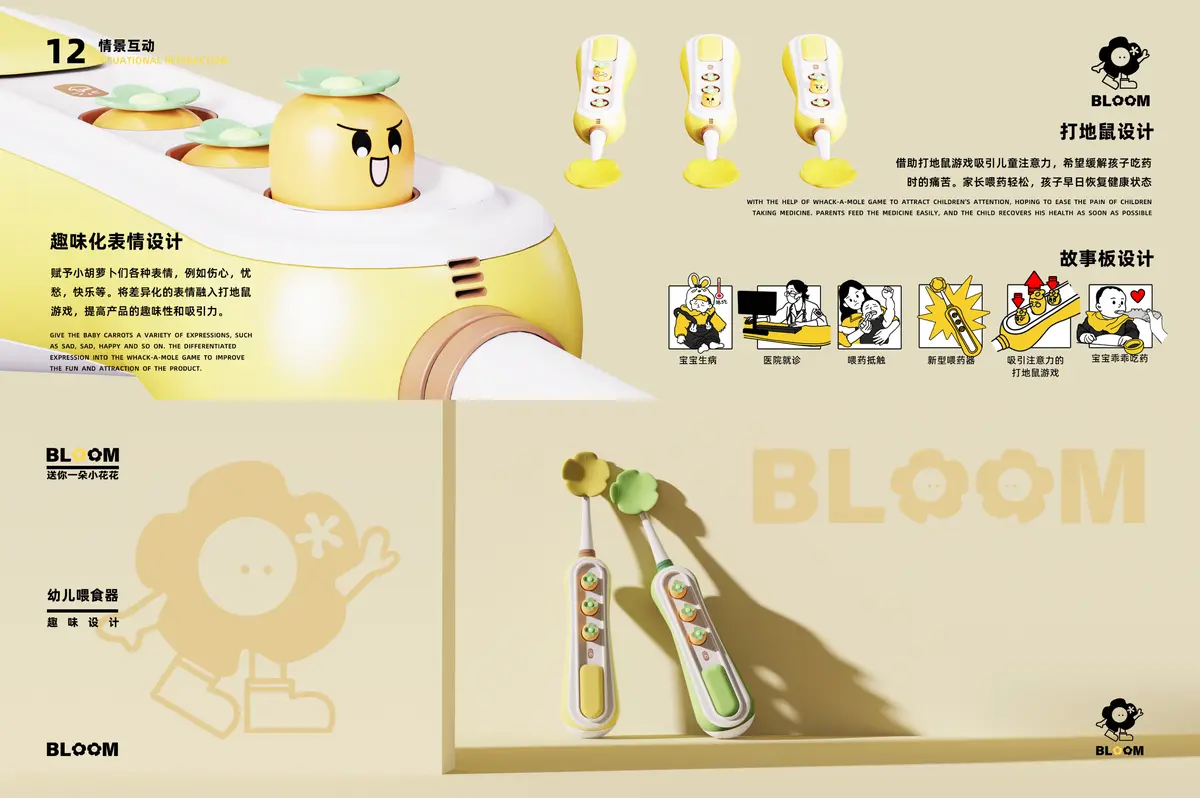 12 情景互动
趣味化表情设计
赋予小胡萝卜们各种表情，例如伤心，忧
愁，快乐等。将差异化的表情融入打地鼠
游戏，提高产品的趣味性和吸引力。
GIVE THE BABY CARROTS A VARIETY OF EXPRESSIONS, SUCH
AS SAD, SAD, HAPPY AND SO ON. THE DIFFERENTIATED
EXPRESSION INTO THE WHACK-A-MOLE GAME TO IMPROVE
THE FUN AND ATTRACTION OF THE PRODUCT.
BLOOM
打地鼠设计
借助打地鼠游戏吸引儿童注意力，希望缓解孩子吃药
时的痛苦。家长喂药轻松，孩子早日恢复健康状态
WITH THE HELP OF WHACK-A-MOLE GAME TO ATTRACT CHILDREN'S ATTENTION, HOPING TO EASE THE PAIN OF CHILDREN
TAKING MEDICINE. PARENTS FEED THE MEDICINE EASILY, AND THE CHILD RECOVERS HIS HEALTH AS SOON AS POSSIBLE
故事板设计
宝宝生病
医院就诊
喂药抵触
新型喂药器
吸引注意力的
打地鼠游戏
宝宝乖乖吃药
BLOOM
送你一朵小花花
幼儿喂食器
趣味设计
BLOOM
BLOOM
BLOOM